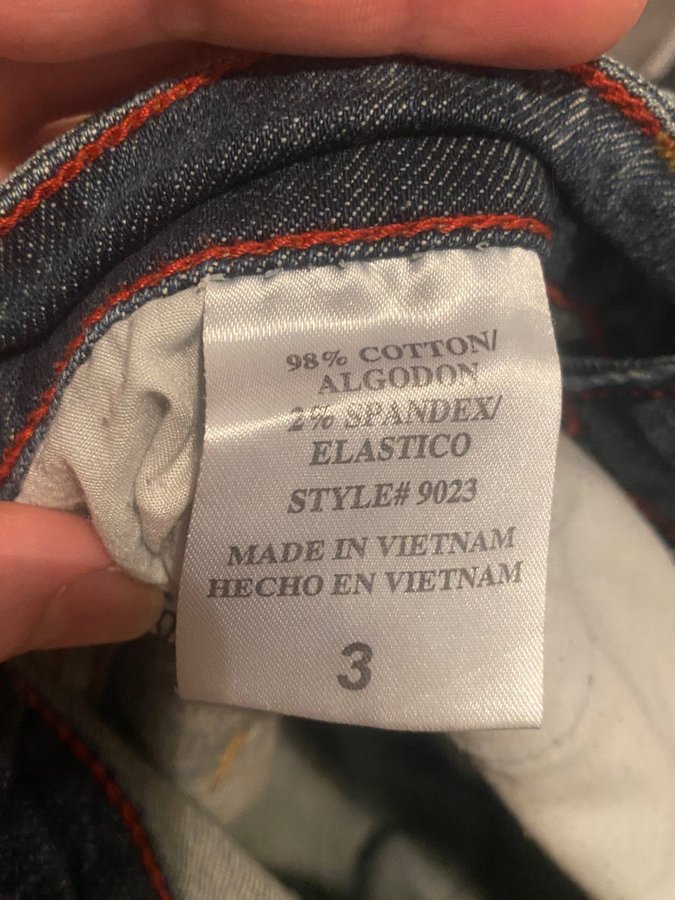 98% COTTON/
ALGODON
2% SPANDEX/
ELASTICO
STYLE# 9023
MADE IN VIETNAM
HECHO EN VIETNAM
3